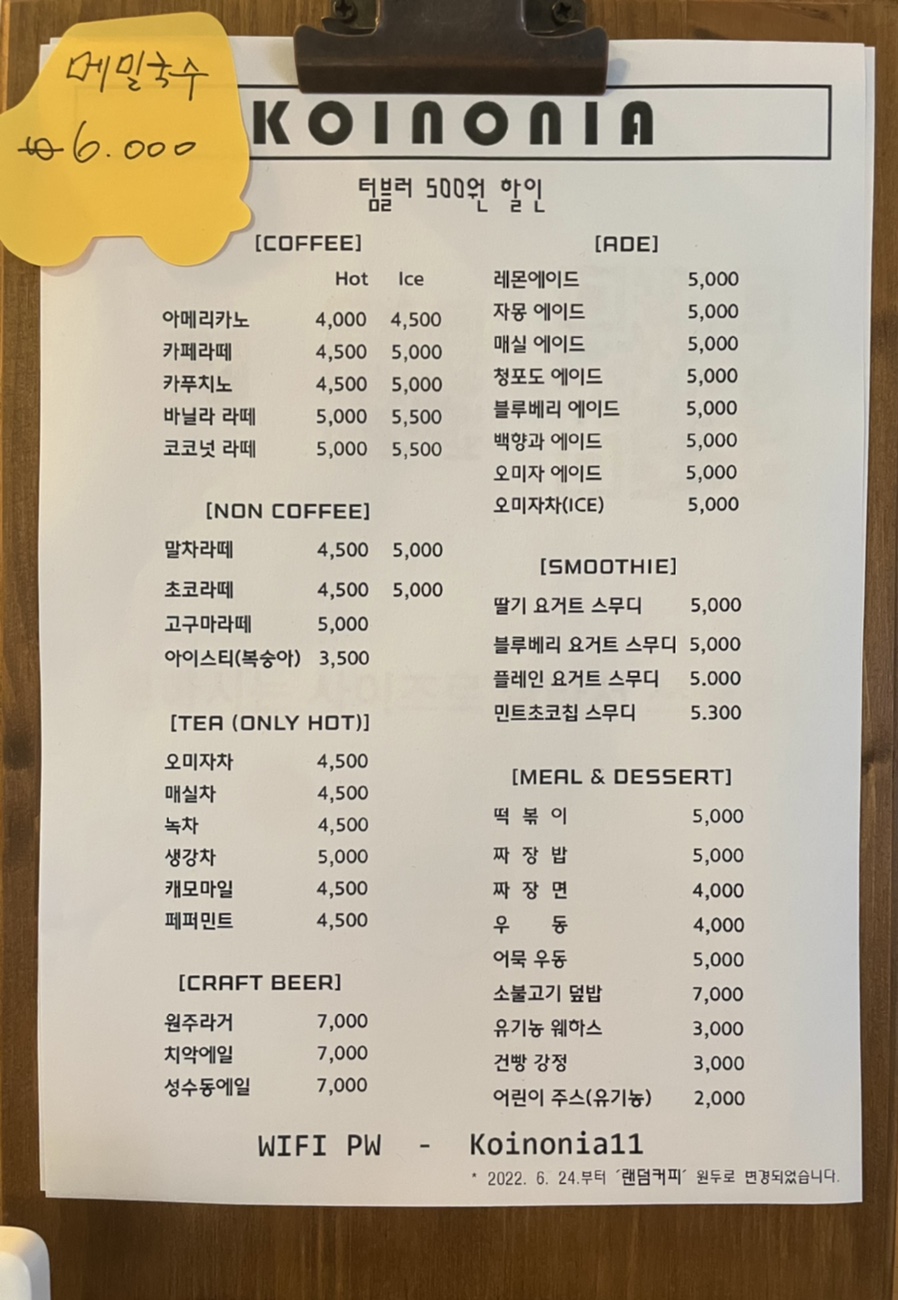 메밀국수
₩6.000
KOINONIA
텀블러 500원 할인
[COFFEE]
Hot Ice
아메리카노 4,000 4,500
카페라떼 4,500 5,000
카푸치노 4,500 5,000
바닐라 라떼 5,000 5,500
코코넛 라떼 5,000 5,500
[NON COFFEE]
말차라떼 4,500 5,000
초코라떼 4,500 5,000
고구마라떼 5,000
아이스티(복숭아) 3,500
[TEA (ONLY HOT)]
오미자차 4,500
매실차 4,500
녹차 4,500
생강차 5,000
캐모마일 4,500
페퍼민트 4,500
[CRAFT BEER]
원주라거 7,000
치악에일 7,000
성수동에일 7,000
[ADE]
레몬에이드 5,000
자몽 에이드 5,000
매실 에이드 5,000
청포도 에이드 5,000
블루베리 에이드 5,000
백향과 에이드 5,000
오미자 에이드 5,000
오미자차(ICE) 5,000
[SMOOTHIE]
딸기 요거트 스무디 5,000
블루베리 요거트 스무디 5,000
플레인 요거트 스무디 5.000
민트초코칩 스무디 5.300
[MEAL & DESSERT]
떡 볶 이 5,000
짜 장 밥 5,000
짜 장 면 4,000
우 동 4,000
어묵 우동 5,000
소불고기 덮밥 7,000
유기농 웨하스 3,000
건빵 강정 3,000
어린이 주스(유기농) 2,000
WIFI PW - Koinonia11
* 2022. 6. 24.부터 ´랜덤커피´ 원두로 변경되었습니다.